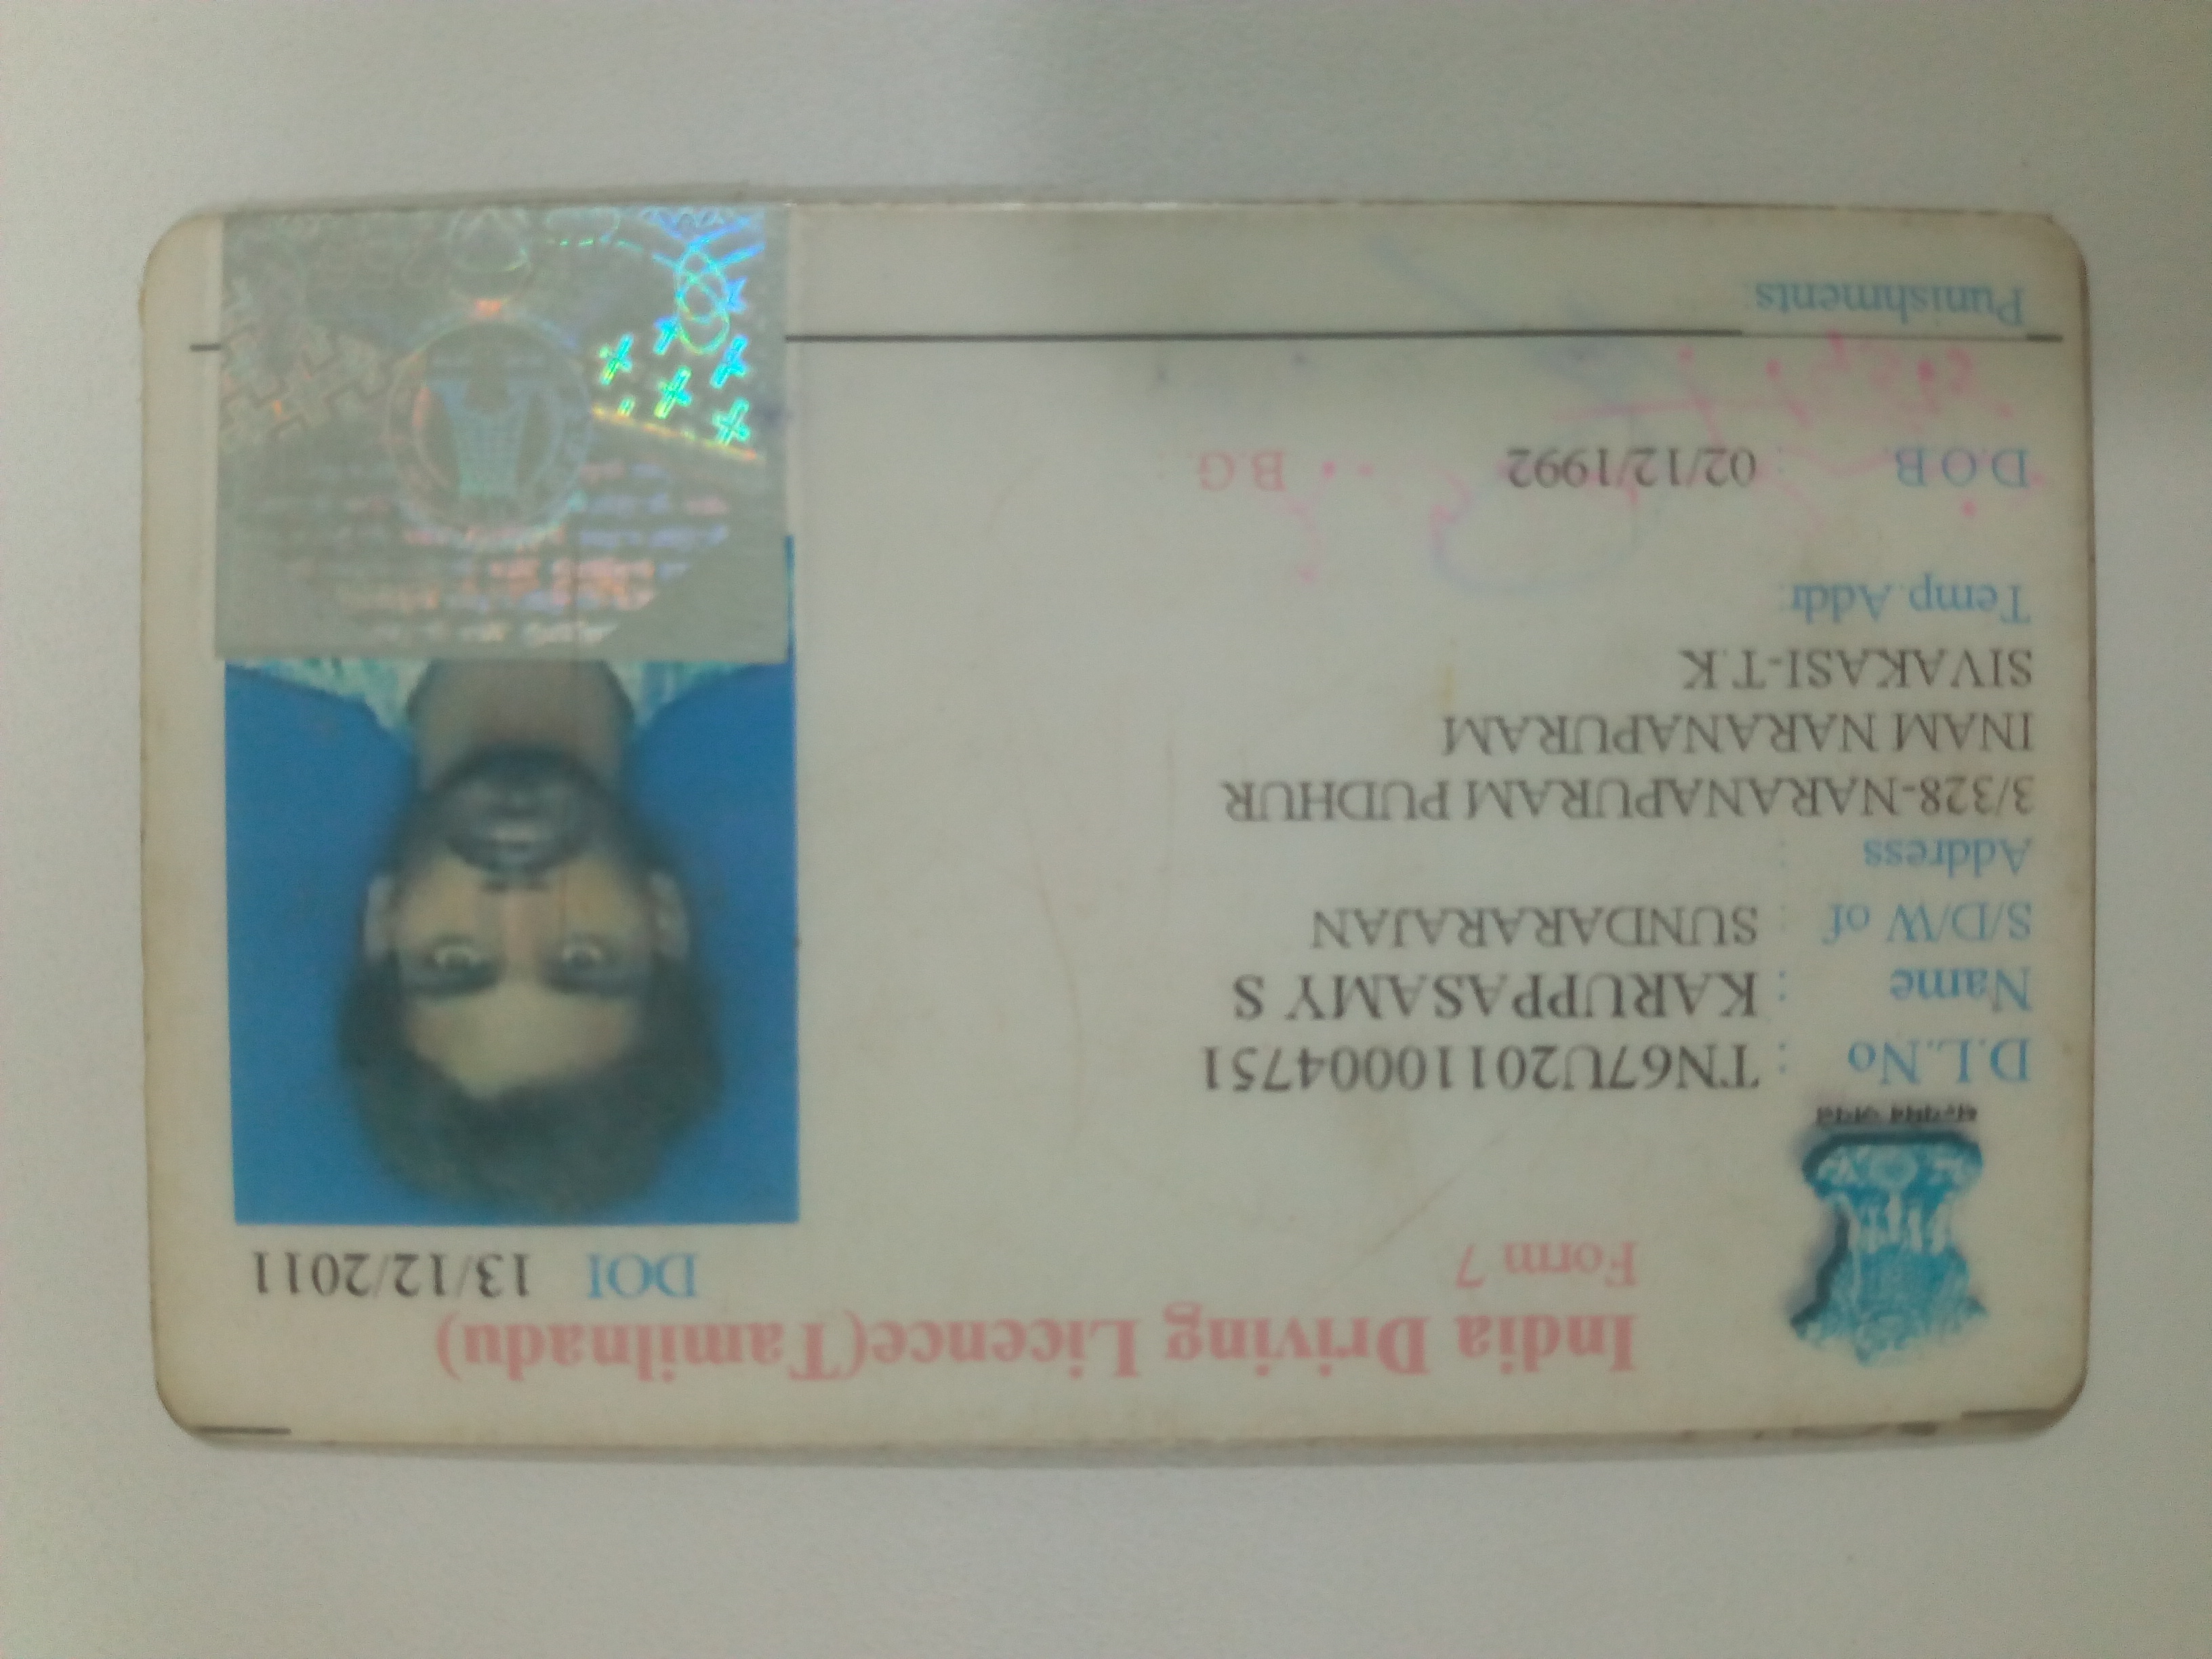 India Driving Licence(Tamilnadu)
Form 7
DOI 13/12/2011
D.L.No : TN67U20110004751
Name : KARUPPASAMY S
S/D/W of : SUNDARARAJAN
Address :
3/328-NARANAPURAM PUDHUR
INAM NARANAPURAM
SIVAKASI-T.K
Temp.Addr:
D.O.B. : 02/12/1992 B.G :
Punishments: